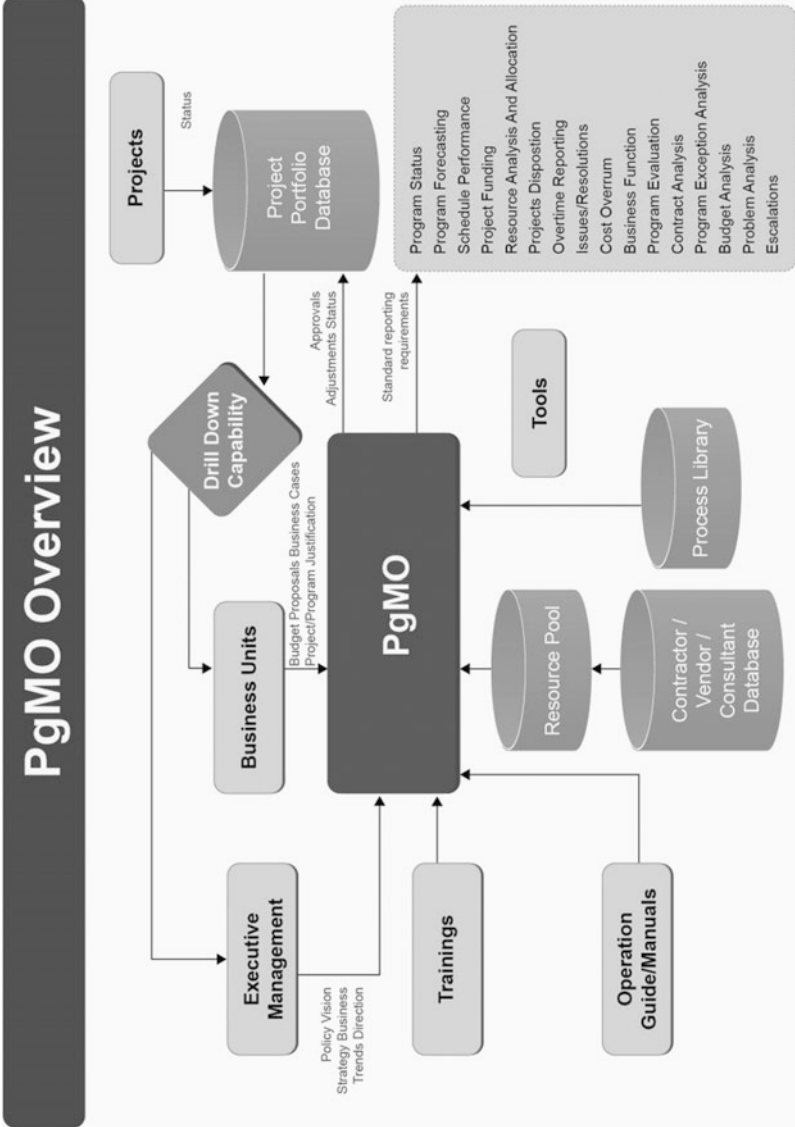 PgMO Overview
Projects
Status
Project
Portfolio
Database
Drill Down
Capability
Executive
Management
Business Units
Policy Vision
Strategy Business
Trends Direction
Budget Proposals Business Cases
Project/Program Justification
Approvals
Adjustments Status
PgMO
Standard reporting
requirements
Program Status
Program Forecasting
Schedule Performance
Project Funding
Resource Analysis And Allocation
Projects Dispostion
Overtime Reporting
Issues/Resolutions
Cost Overrum
Business Function
Program Evaluation
Contract Analysis
Program Exception Analysis
Budget Analysis
Problem Analysis
Escalations
Trainings
Resource Pool
Tools
Operation
Guide/Manuals
Contractor /
Vendor /
Consultant
Database
Process Library